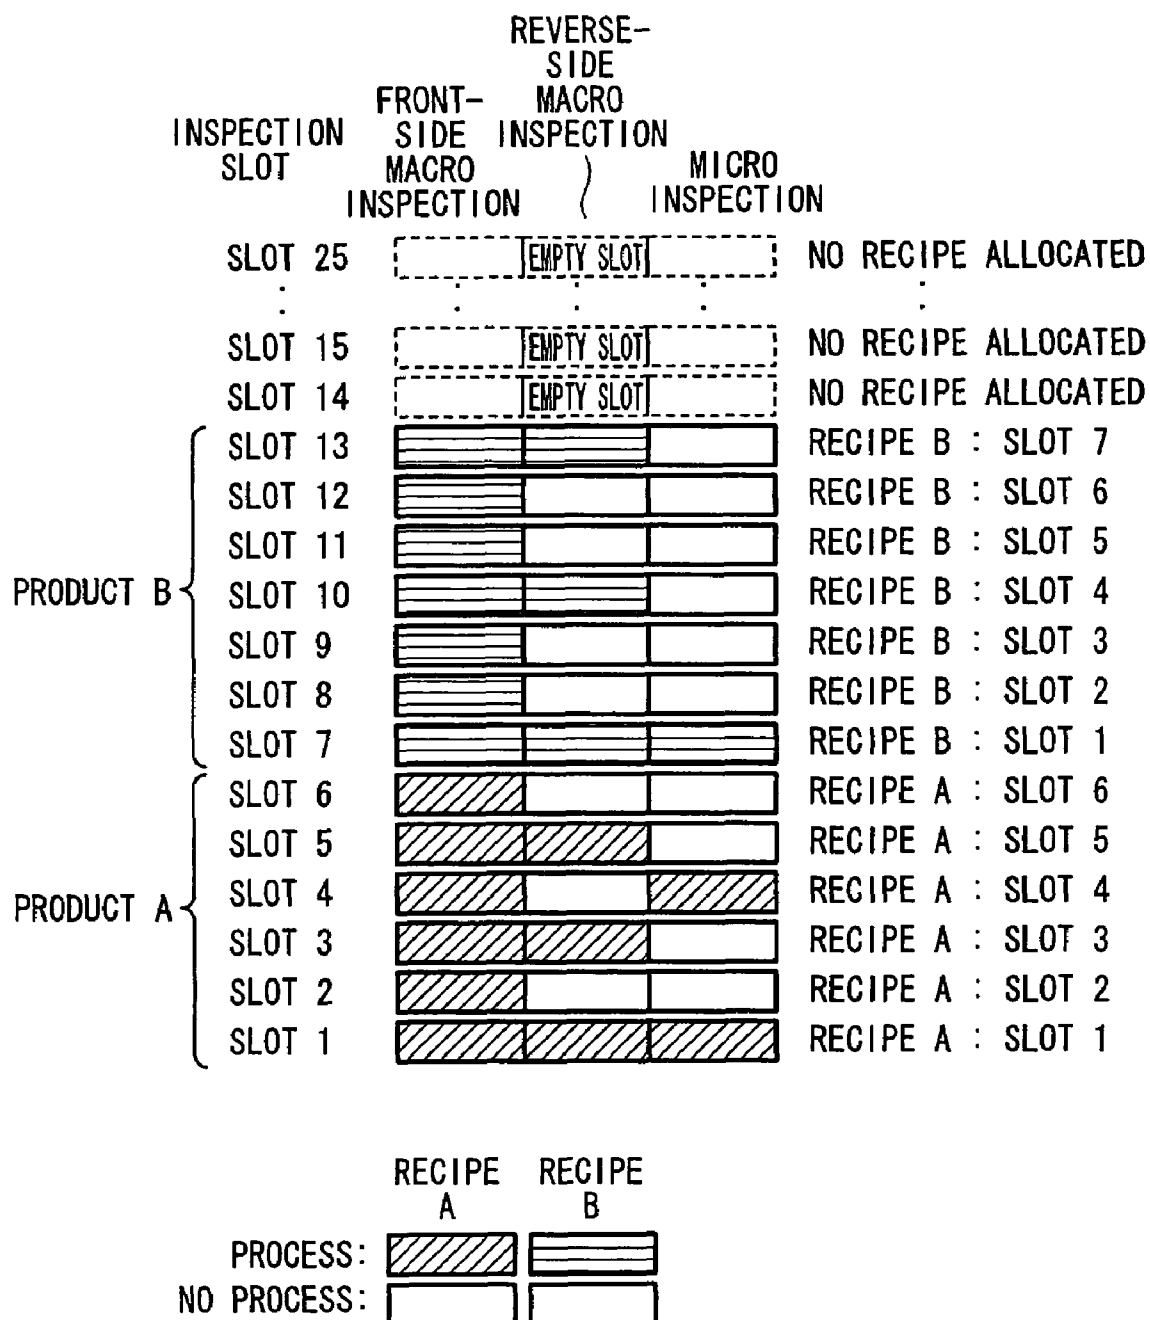 INSPECTION
SLOT
FRONT-
SIDE
MACRO
INSPECTION
REVERSE-
SIDE
MACRO
INSPECTION
MICRO
INSPECTION
SLOT 25 EMPTY SLOT NO RECIPE ALLOCATED
SLOT 15 EMPTY SLOT NO RECIPE ALLOCATED
SLOT 14 EMPTY SLOT NO RECIPE ALLOCATED
PRODUCT B
SLOT 13 RECIPE B : SLOT 7
SLOT 12 RECIPE B : SLOT 6
SLOT 11 RECIPE B : SLOT 5
SLOT 10 RECIPE B : SLOT 4
SLOT 9 RECIPE B : SLOT 3
SLOT 8 RECIPE B : SLOT 2
SLOT 7 RECIPE B : SLOT 1
PRODUCT A
SLOT 6 RECIPE A : SLOT 6
SLOT 5 RECIPE A : SLOT 5
SLOT 4 RECIPE A : SLOT 4
SLOT 3 RECIPE A : SLOT 3
SLOT 2 RECIPE A : SLOT 2
SLOT 1 RECIPE A : SLOT 1
RECIPE
A
RECIPE
B
PROCESS:
NO PROCESS: